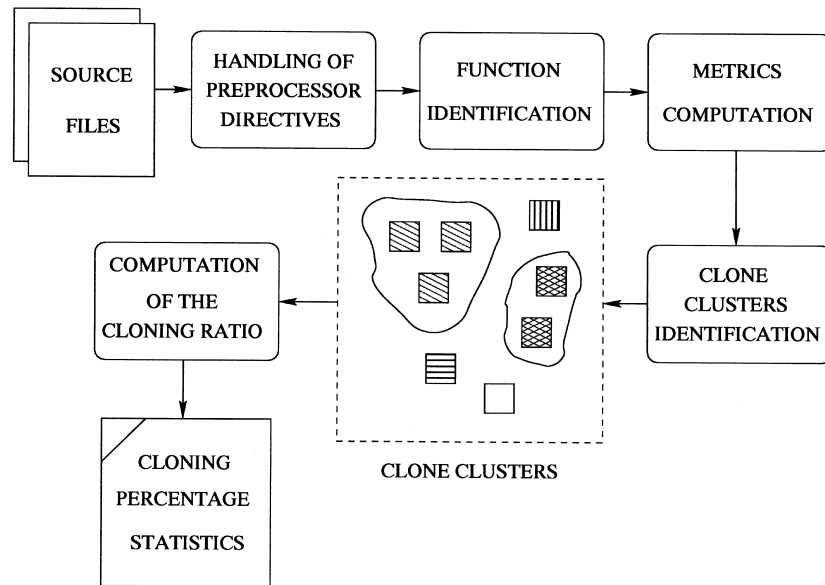 SOURCE
FILES
HANDLING OF
PREPROCESSOR
DIRECTIVES
FUNCTION
IDENTIFICATION
METRICS
COMPUTATION
CLONE
CLUSTERS
IDENTIFICATION
CLONE CLUSTERS
COMPUTATION
OF THE
CLONING RATIO
CLONING
PERCENTAGE
STATISTICS